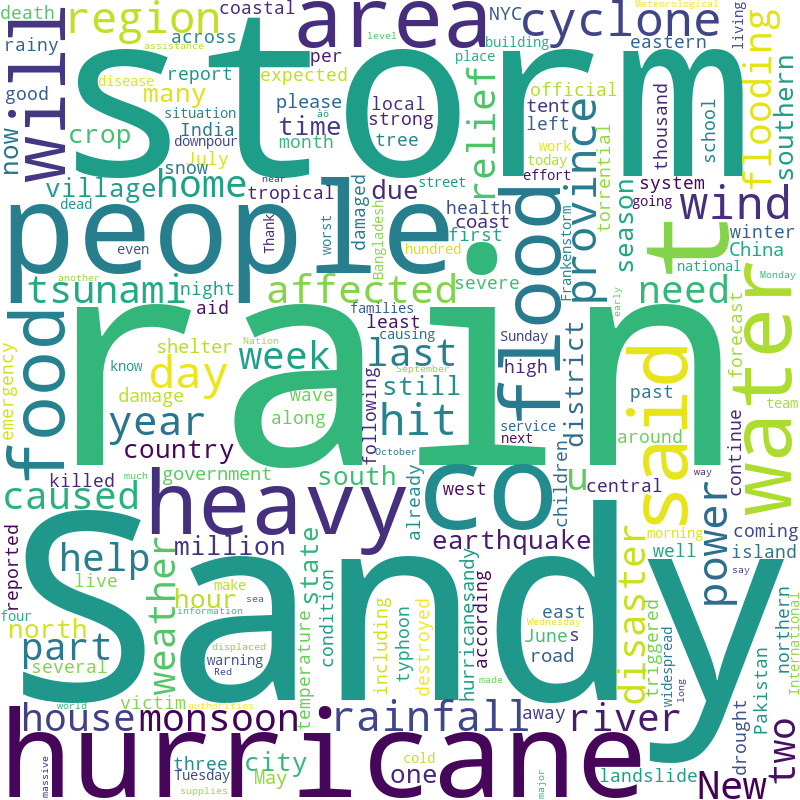 death
coastal
region
area
NYC
cyclone
Meteorological
living
rainy
across
assistance
level
building
eastern
will
storm
disease
report
per
expected
place
good
many
situation
please
local
strong
relief
official
tent
left
flooding
thousand
school
southern
now
crop
India
downpour
time
àö
tree
work
today
effort
July
snow
month
province
torrential
village
home
near
tropical
due
health
street
season
system
going
wind
dead
people
Thank
worst
damaged
Bangladesh
coast
first
hundred
flood
Frankenstorm
t
winter
China
even
tsunami
night
affected
severe
national
need
Monday
another
aid
families
least
causing
Sunday
early
forecast
food
rain
know
shelter
week
last
high
said
water
emergency
day
Nation
September
wave
still
service
past
team
damage
year
along
following
hit
next
district
around
country
October
continue
killed
much
government
south
caused
heavy
co
west
u
central
way
already
children
morning
reported
help
million
earthquake
disaster
power
coming
well
island
live
weather
hour
state
according
say
four
make
information
sea
condition
hurricanesandy
Sandy
y
north
part
several
displaced
warning
Red
including
typhoon
destroyed
east
June
s
road
Wednesday
triggered
widespread
northern
International
long
temperature
made
Pakistan
victim
world
authorities
house
monsoon
rainfall
away
river
drought
two
hurricane
three
city
cold
one
landslide
massive
Tuesday
May
supplies
major
New